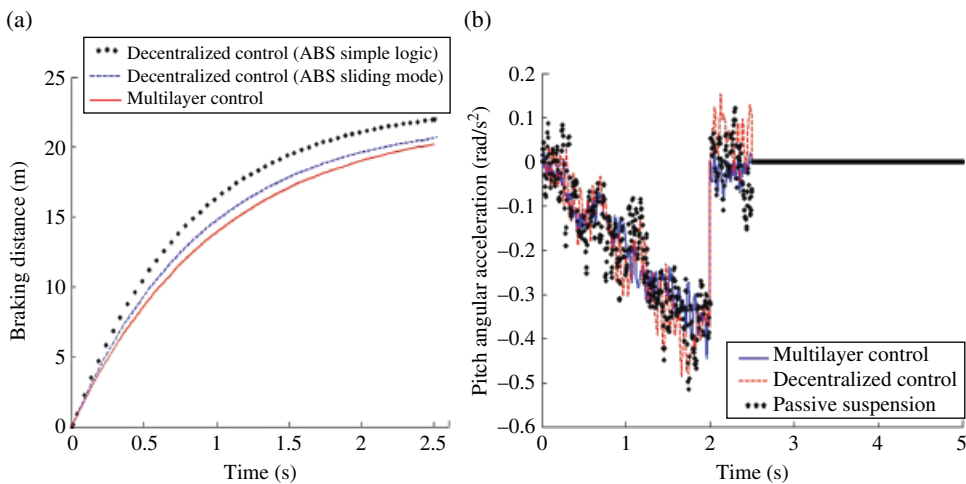 (a)
Decentralized control (ABS simple logic)
Decentralized control (ABS sliding mode)
Multilayer control
Braking distance (m)
25
20
15
10
5
0
0
0.5
1
1.5
2
2.5
Time (s)
(b)
Pitch angular acceleration (rad/s²)
0.2
0.1
0
−0.1
−0.2
−0.3
−0.4
−0.5
−0.6
Multilayer control
Decentralized control
Passive suspension
0
1
2
3
4
5
Time (s)